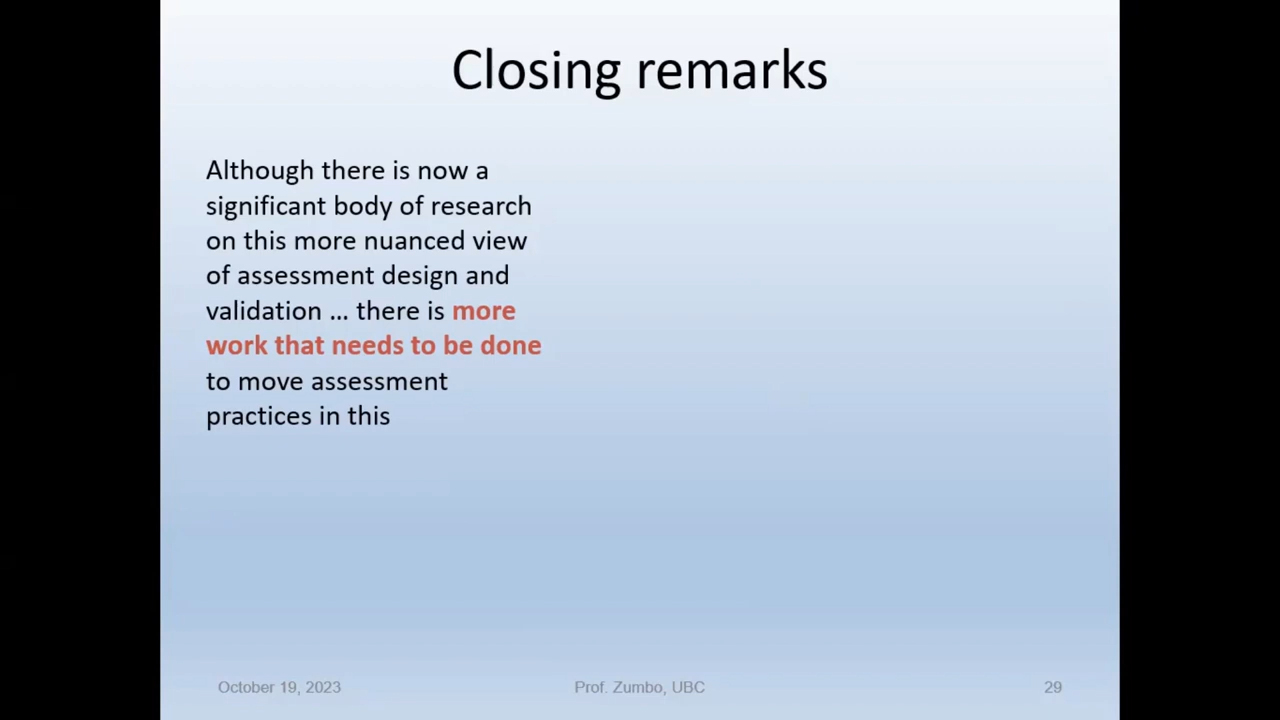 Closing remarks
Although there is now a
significant body of research
on this more nuanced view
of assessment design and
validation … there is more
work that needs to be done
to move assessment
practices in this
October 19, 2023
Prof. Zumbo, UBC
29